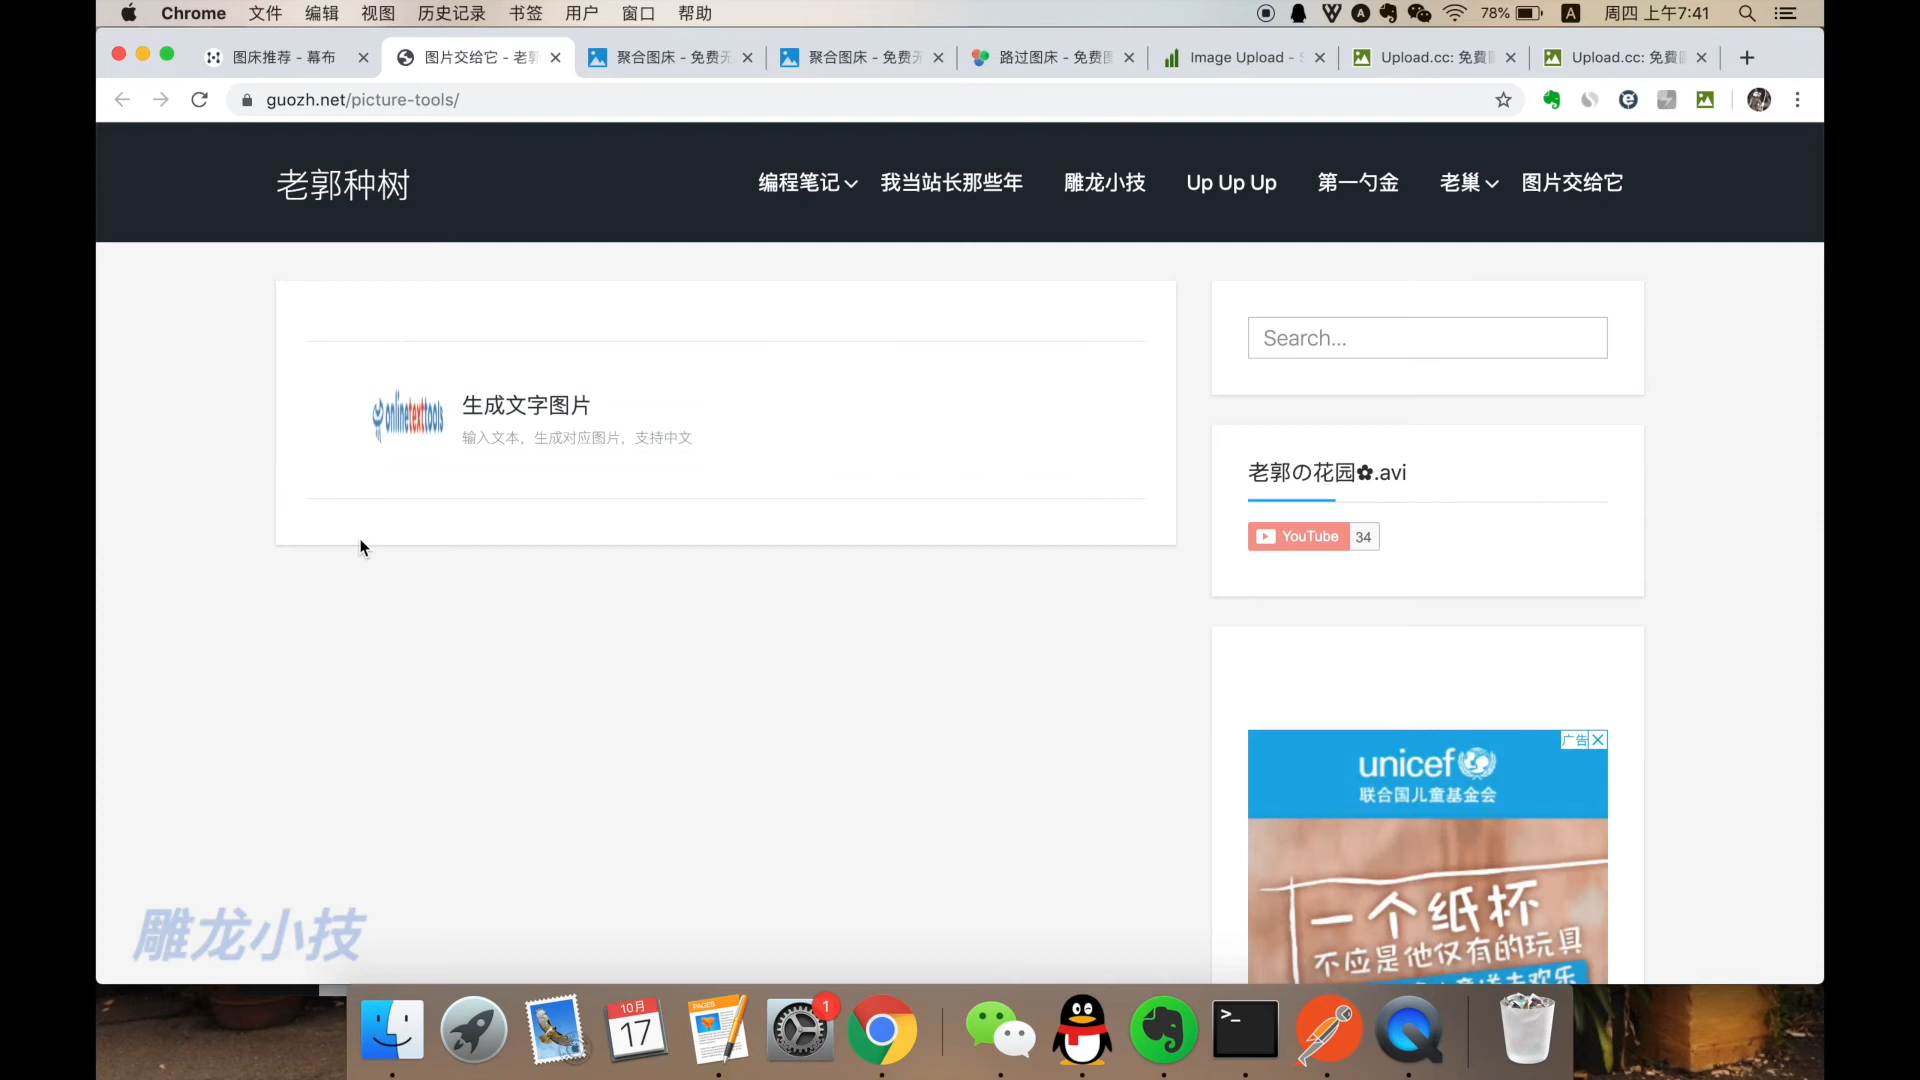 Chrome 文件 编辑 视图 历史记录 书签 用户 窗口 帮助 78% A 周四 上午7:41
图床推荐 - 幕布 图片交给它 - 老郭 聚合图床 - 免费无 聚合图床 - 免费无 路过图床 - 免费图 Image Upload - S Upload.cc: 免費圖 Upload.cc: 免費圖
guozh.net/picture-tools/
老郭种树 编程笔记 我当站长那些年 雕龙小技 Up Up Up 第一勺金 老巢 图片交给它
Search...
onlinetexttools
生成文字图片
输入文本，生成对应图片，支持中文
老郭の花园✿.avi
YouTube 34
广告
unicef
联合国儿童基金会
一个纸杯
不应是他仅有的玩具
雕龙小技
10月
17
PAGES
1
>_